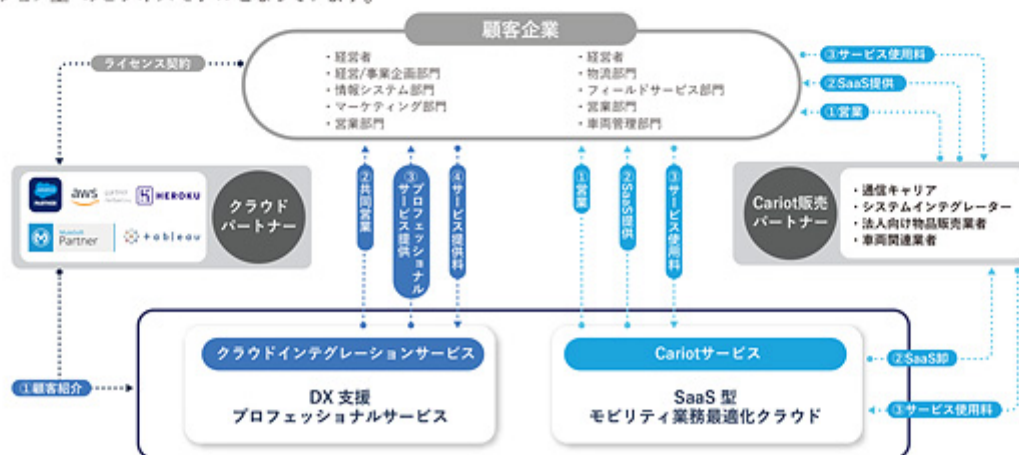 顧客企業
・経営者
・経営/事業企画部門
・情報システム部門
・マーケティング部門
・営業部門
・経営者
・物流部門
・フィールドサービス部門
・営業部門
・車両管理部門
ライセンス契約
③サービス使用料
②SaaS提供
①営業
PARTNER
aws
HEROKU
Partner
+ableau
クラウド
パートナー
②共同営業
③プロフェッショナル
サービス提供
④サービス提供料
①営業
②SaaS提供
③サービス使用料
Cariot販売
パートナー
・通信キャリア
・システムインテグレーター
・法人向け物品販売業者
・車両関連業者
①顧客紹介
クラウドインテグレーションサービス
DX 支援
プロフェッショナルサービス
Cariotサービス
SaaS 型
モビリティ業務最適化クラウド
②SaaS卸
③サービス使用料